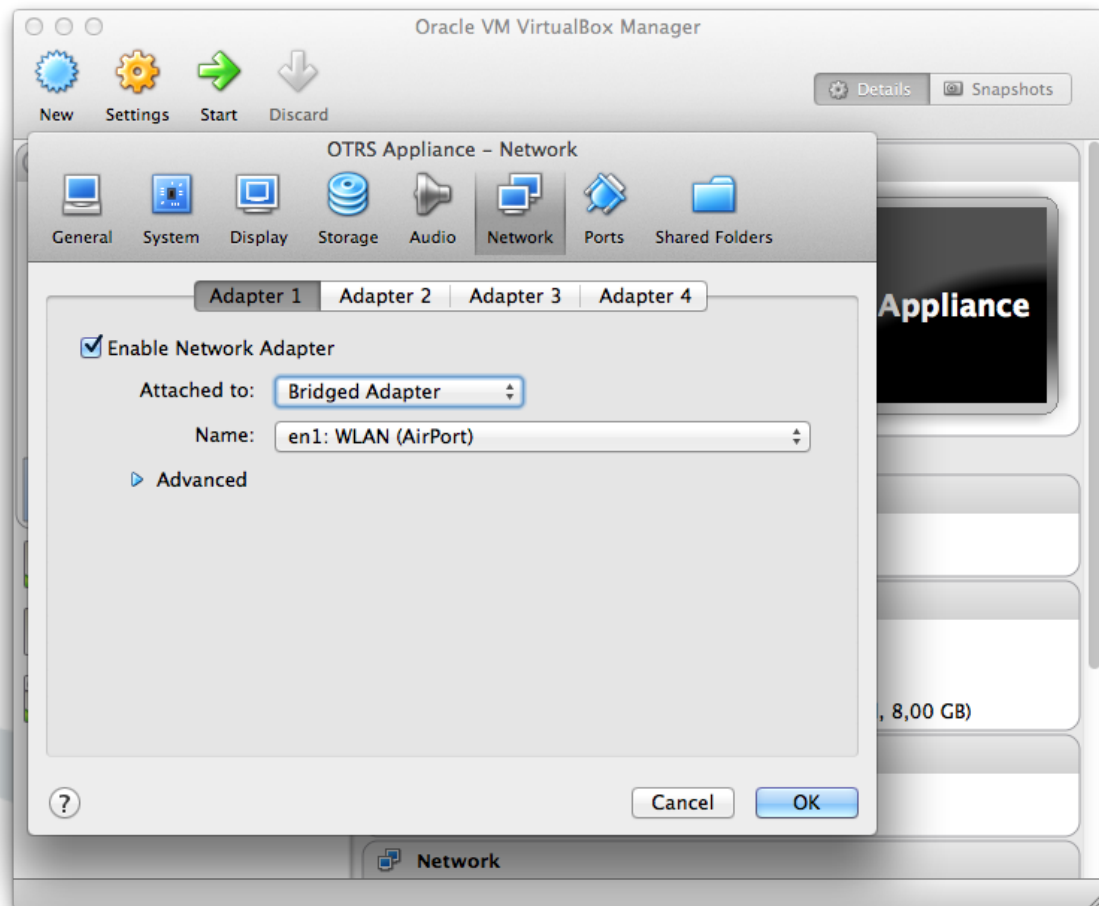 Oracle VM VirtualBox Manager
New Settings Start Discard
Details Snapshots
OTRS Appliance – Network
General System Display Storage Audio Network Ports Shared Folders
Adapter 1 Adapter 2 Adapter 3 Adapter 4
Enable Network Adapter
Attached to: Bridged Adapter
Name: en1: WLAN (AirPort)
Advanced
Appliance
, 8,00 GB)
? Cancel OK
Network